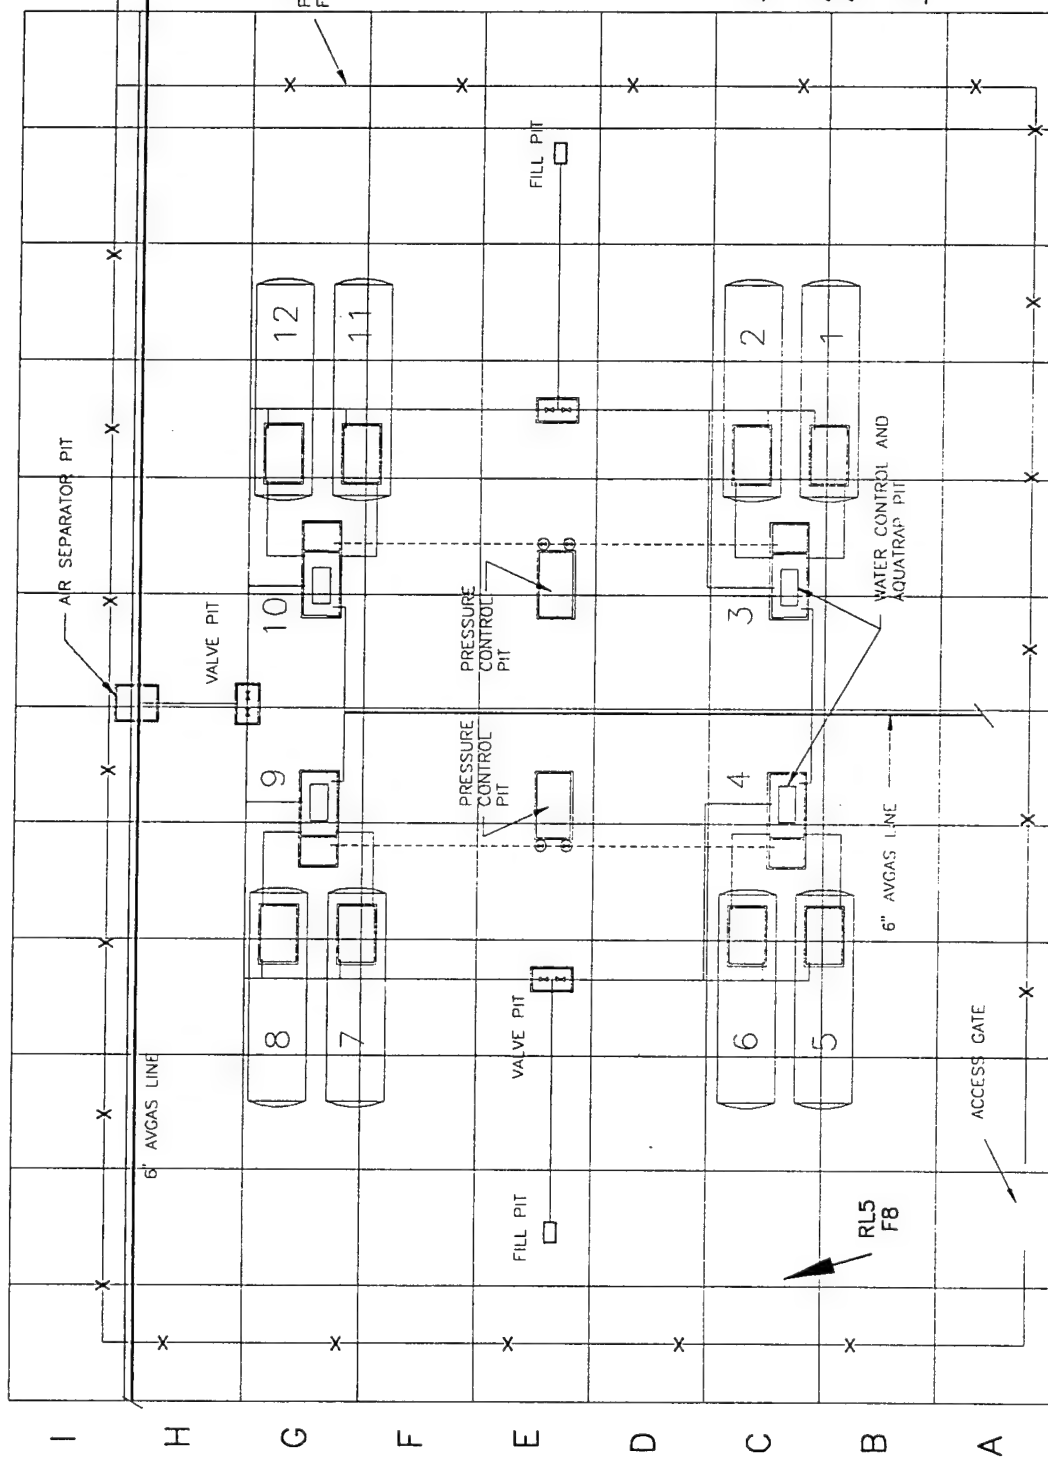 AIR SEPARATOR PIT
VALVE PIT
FILL PIT
12
11
2
1
10
3
PRESSURE
CONTROL
PIT
WATER CONTROL AND
AQUATRAP PIT
9
4
PRESSURE
CONTROL
PIT
6" AVGAS LINE
8
7
6
5
VALVE PIT
6' AVGAS LINE
FILL PIT
ACCESS GATE
RL5
F8
I
H
G
F
E
D
C
B
A